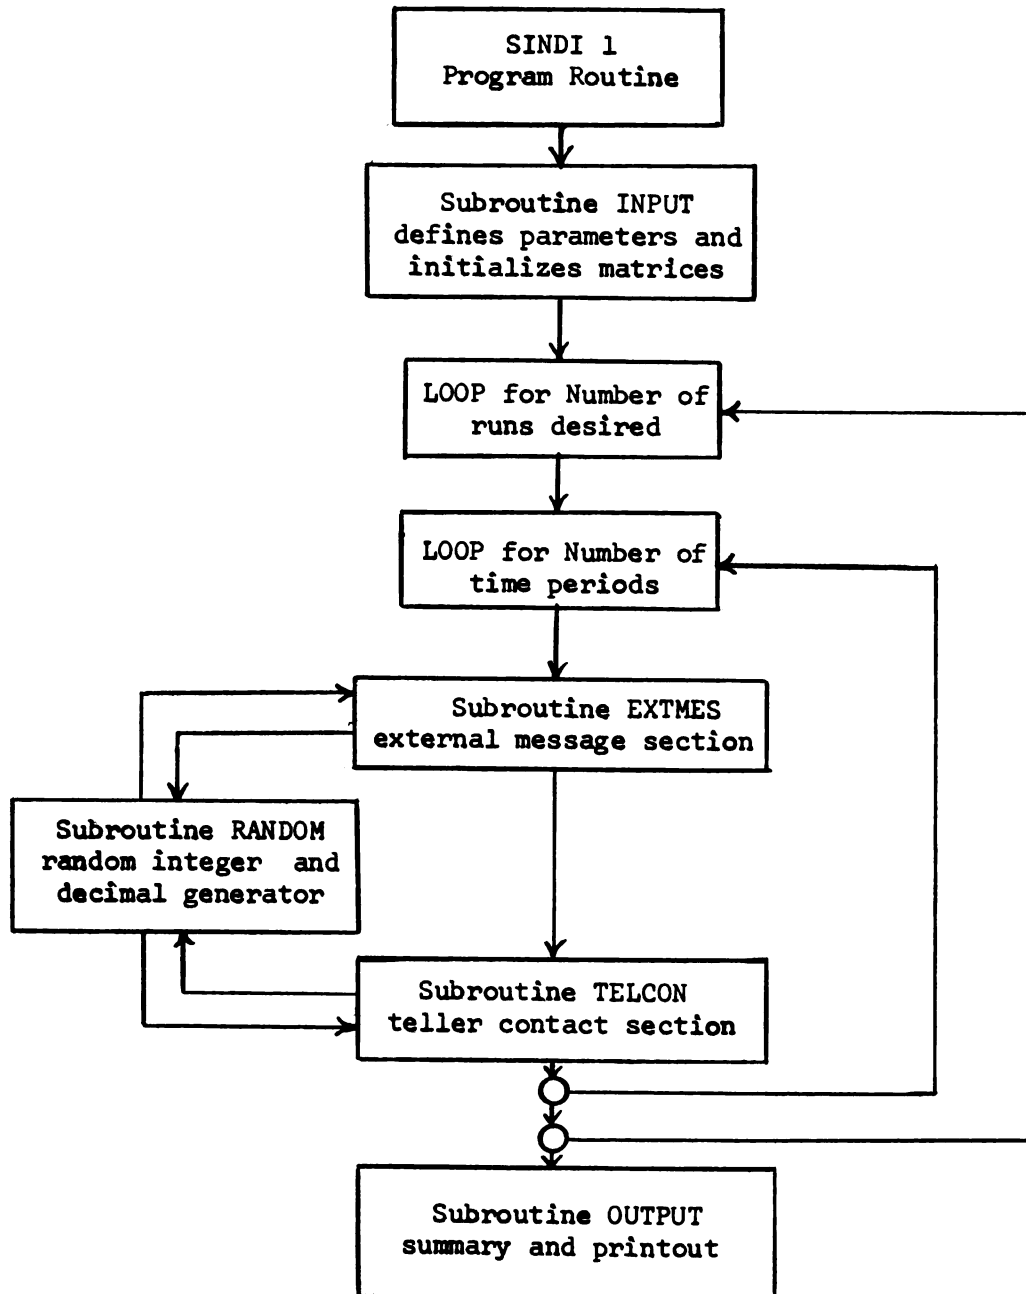 SINDI 1
Program Routine
Subroutine INPUT
defines parameters and
initializes matrices
LOOP for Number of
runs desired
LOOP for Number of
time periods
Subroutine EXTMES
external message section
Subroutine RANDOM
random integer and
decimal generator
Subroutine TELCON
teller contact section
Subroutine OUTPUT
summary and printout